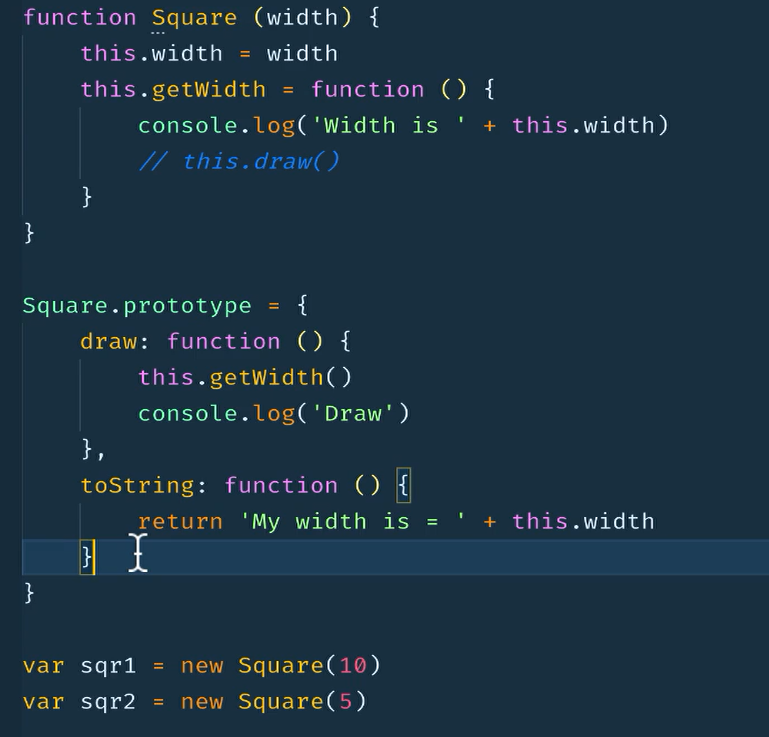 function Square (width) {
    this.width = width
    this.getWidth = function () {
        console.log('Width is ' + this.width)
        // this.draw()
    }
}

Square.prototype = {
    draw: function () {
        this.getWidth()
        console.log('Draw')
    },
    toString: function () {
        return 'My width is = ' + this.width
    }
}

var sqr1 = new Square(10)
var sqr2 = new Square(5)